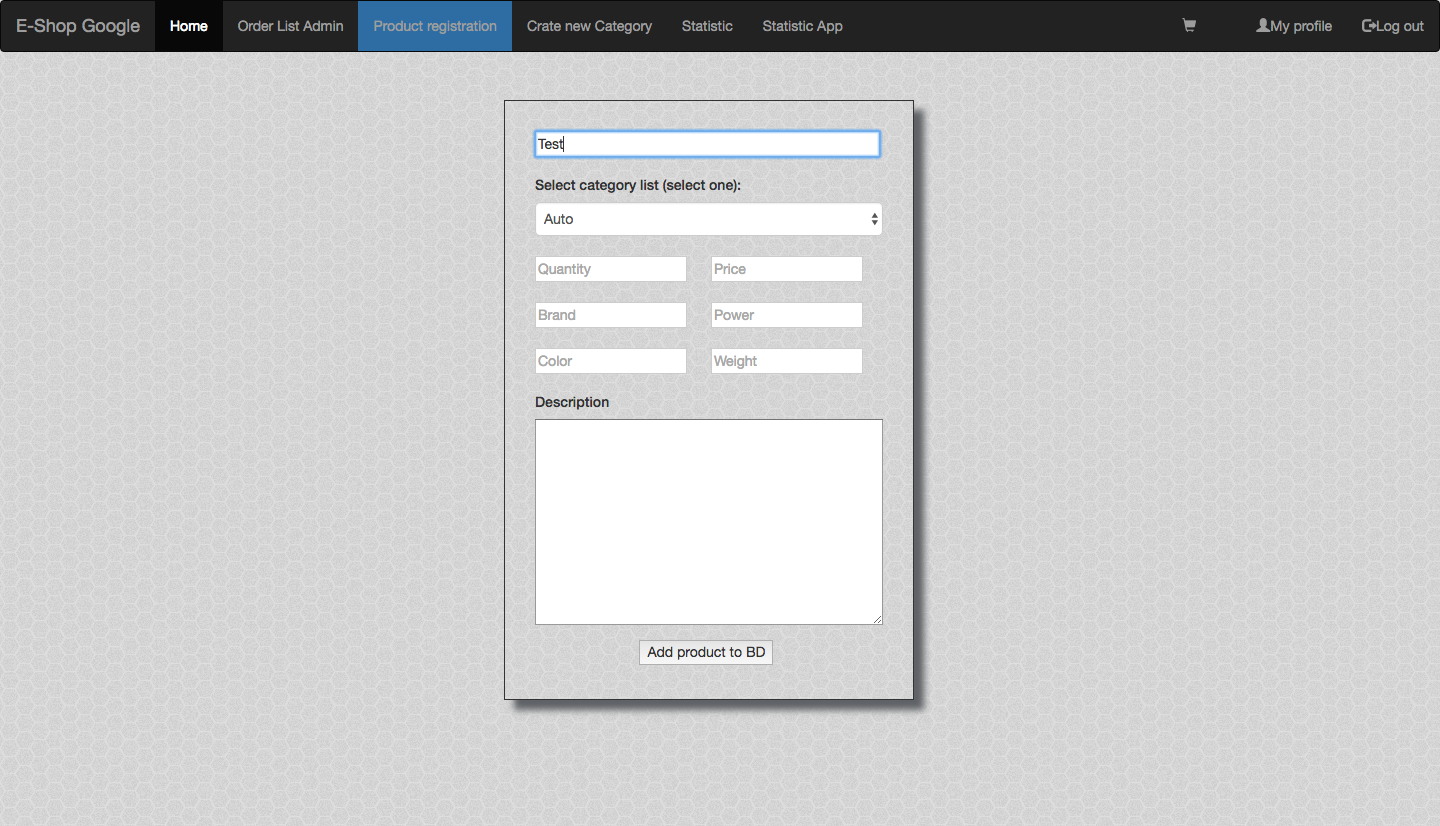 E-Shop Google Home Order List Admin Product registration Crate new Category Statistic Statistic App My profile Log out
Test
Select category list (select one):
Auto
Quantity Price
Brand Power
Color Weight
Description
Add product to BD